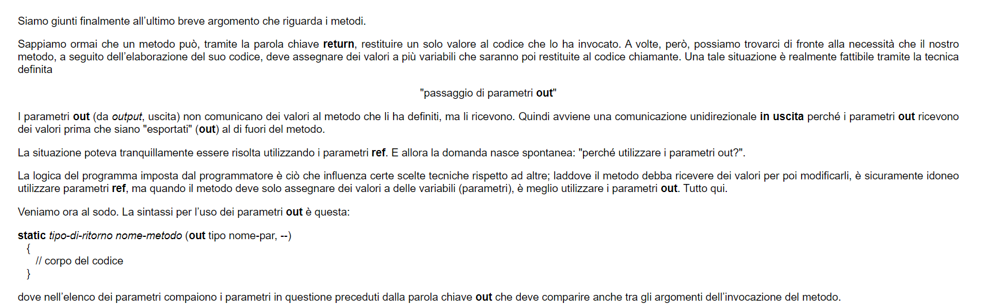 Siamo giunti finalmente all’ultimo breve argomento che riguarda i metodi.
Sappiamo ormai che un metodo può, tramite la parola chiave return, restituire un solo valore al codice che lo ha invocato. A volte, però, possiamo trovarci di fronte alla necessità che il nostro
metodo, a seguito dell’elaborazione del suo codice, deve assegnare dei valori a più variabili che saranno poi restituite al codice chiamante. Una tale situazione è realmente fattibile tramite la tecnica
definita
"passaggio di parametri out"
I parametri out (da output, uscita) non comunicano dei valori al metodo che li ha definiti, ma li ricevono. Quindi avviene una comunicazione unidirezionale in uscita perché i parametri out ricevono
dei valori prima che siano "esportati" (out) al di fuori del metodo.
La situazione poteva tranquillamente essere risolta utilizzando i parametri ref. E allora la domanda nasce spontanea: "perché utilizzare i parametri out?".
La logica del programma imposta dal programmatore è ciò che influenza certe scelte tecniche rispetto ad altre; laddove il metodo debba ricevere dei valori per poi modificarli, è sicuramente idoneo
utilizzare parametri ref, ma quando il metodo deve solo assegnare dei valori a delle variabili (parametri), è meglio utilizzare i parametri out. Tutto qui.
Veniamo ora al sodo. La sintassi per l’uso dei parametri out è questa:
static tipo-di-ritorno nome-metodo (out tipo nome-par, --)
{
// corpo del codice
}
dove nell’elenco dei parametri compaiono i parametri in questione preceduti dalla parola chiave out che deve comparire anche tra gli argomenti dell’invocazione del metodo.